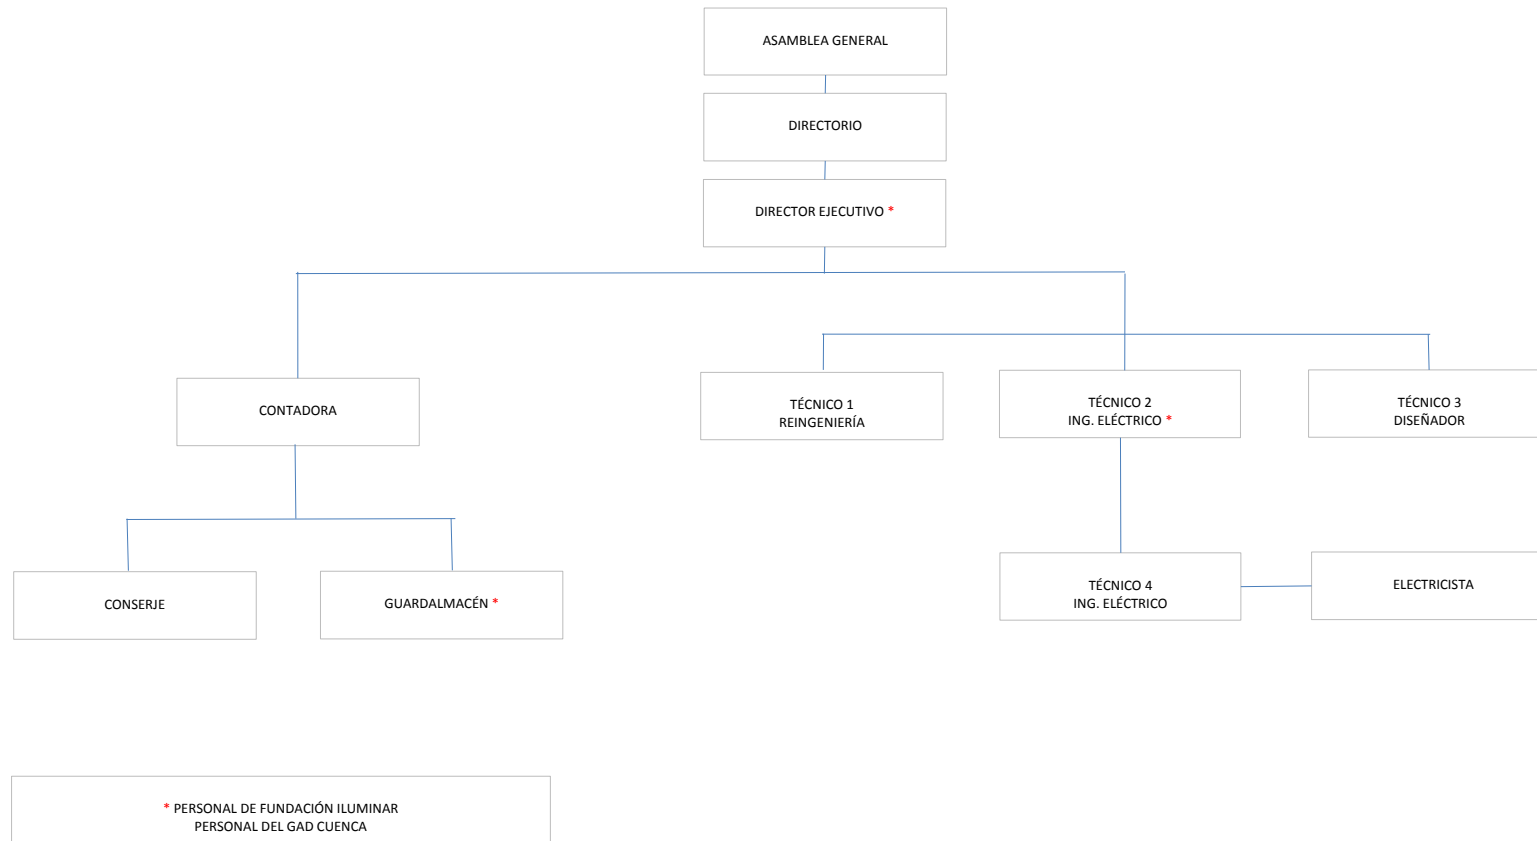 ASAMBLEA GENERAL
DIRECTORIO
DIRECTOR EJECUTIVO *
CONTADORA
TÉCNICO 1
REINGENIERÍA
TÉCNICO 2
ING. ELÉCTRICO *
TÉCNICO 3
DISEÑADOR
CONSERJE
GUARDALMACÉN *
TÉCNICO 4
ING. ELÉCTRICO
ELECTRICISTA
* PERSONAL DE FUNDACIÓN ILUMINAR
PERSONAL DEL GAD CUENCA